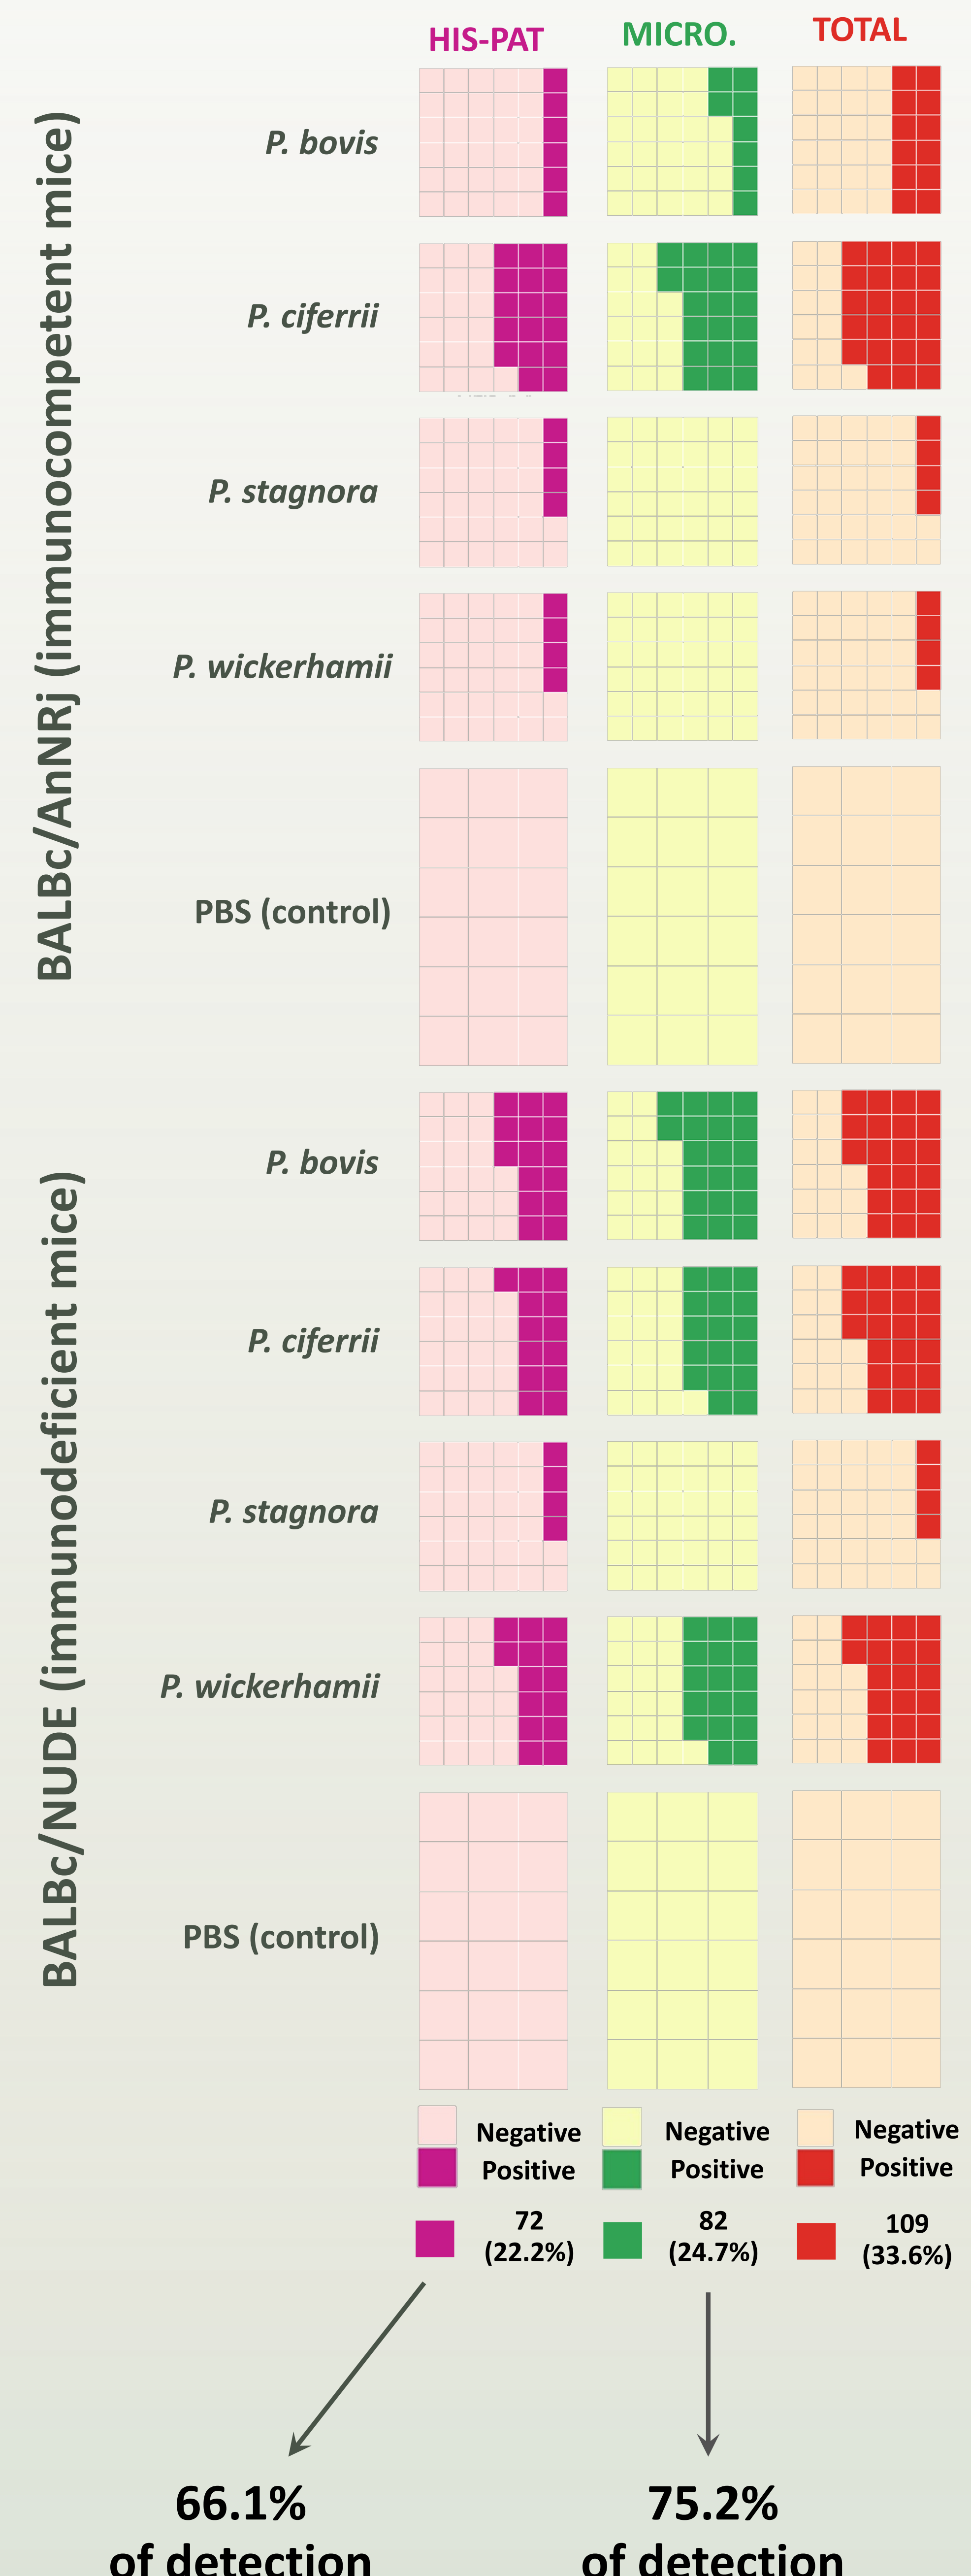 HIS-PAT MICRO. TOTAL
BALBc/AnNRj (immunocompetent mice)
P. bovis
P. ciferrii
P. stagnora
P. wickerhamii
PBS (control)
BALBc/NUDE (immunodeficient mice)
P. bovis
P. ciferrii
P. stagnora
P. wickerhamii
PBS (control)
Negative Negative Negative
Positive Positive Positive
72 82 109
(22.2%) (24.7%) (33.6%)
66.1% 75.2%
of detection of detection